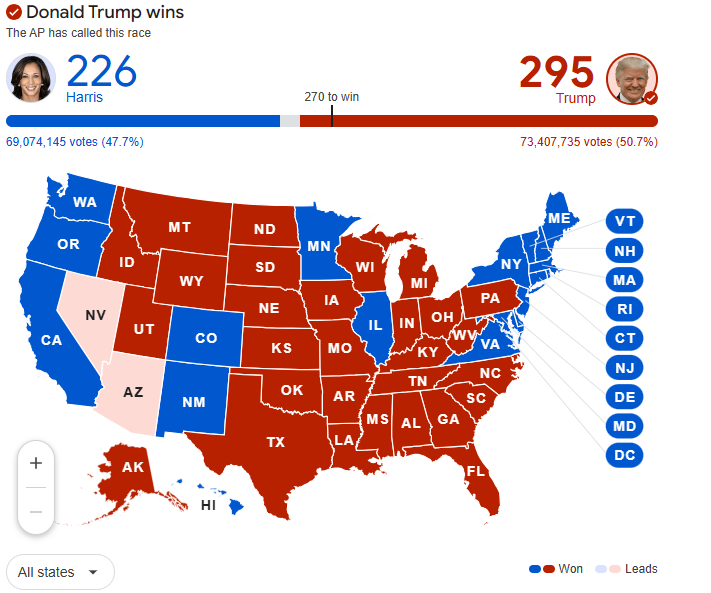 Donald Trump wins
The AP has called this race
226
295
Harris
270 to win
Trump
69,074,145 votes (47.7%)
73,407,735 votes (50.7%)
WA
ME
VT
MT
ND
OR
MN
NH
ID
WI
NY
SD
MA
WY
MI
PA
IA
RI
NE
NV
OH
IL
IN
UT
CO
WV
CT
CA
VA
KS
MO
KY
NJ
NC
TN
AZ
OK
AR
DE
NM
SC
MS
AL
GA
MD
TX
LA
DC
AK
FL
HI
+
−
All states
Won
Leads